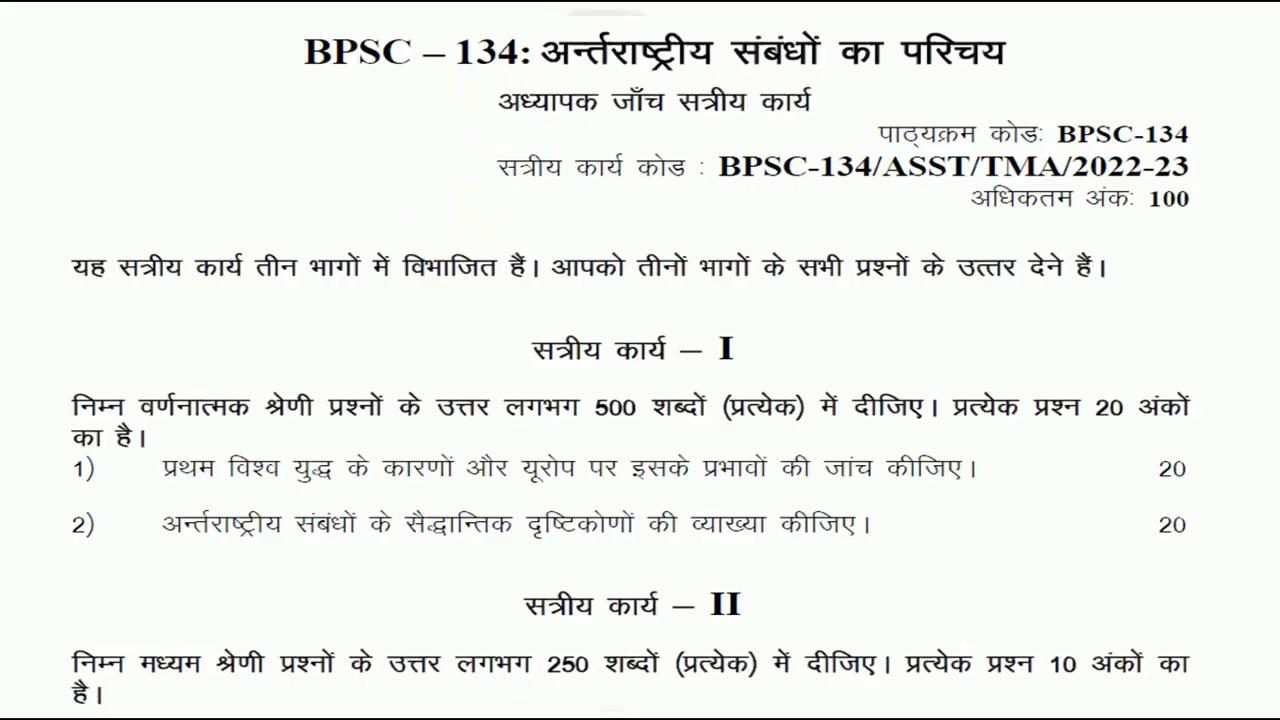 BPSC – 134: अर्न्तराष्ट्रीय संबंधों का परिचय
अध्यापक जाँच सत्रीय कार्य
पाठ्यक्रम कोडः BPSC-134
सत्रीय कार्य कोड : BPSC-134/ASST/TMA/2022-23
अधिकतम अंकः 100
यह सत्रीय कार्य तीन भागों में विभाजित हैं। आपको तीनों भागों के सभी प्रश्नों के उत्तर देने हैं।
सत्रीय कार्य – I
निम्न वर्णनात्मक श्रेणी प्रश्नों के उत्तर लगभग 500 शब्दों (प्रत्येक) में दीजिए। प्रत्येक प्रश्न 20 अंकों
का है।
1) प्रथम विश्व युद्ध के कारणों और यूरोप पर इसके प्रभावों की जांच कीजिए। 20
2) अर्न्तराष्ट्रीय संबंधों के सैद्धान्तिक दृष्टिकोणों की व्याख्या कीजिए। 20
सत्रीय कार्य – II
निम्न मध्यम श्रेणी प्रश्नों के उत्तर लगभग 250 शब्दों (प्रत्येक) में दीजिए। प्रत्येक प्रश्न 10 अंकों का
है।